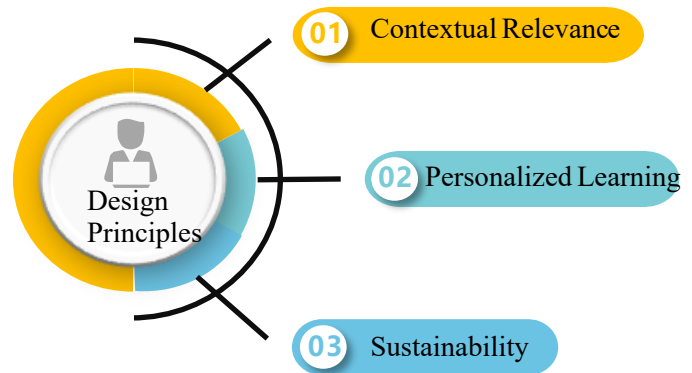 01 Contextual Relevance
02 Personalized Learning
Design
Principles
03 Sustainability